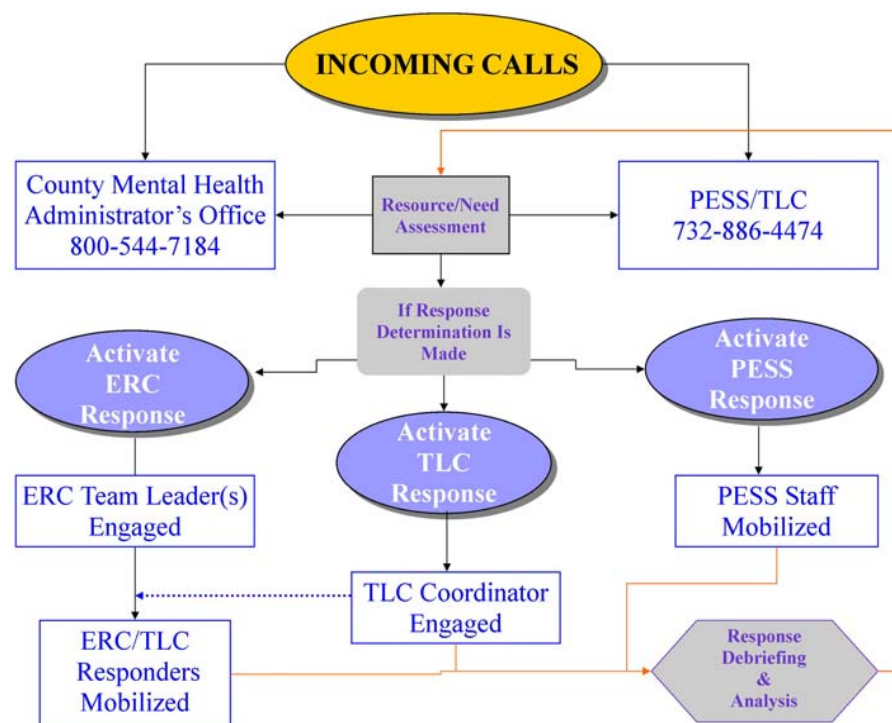 INCOMING CALLS
County Mental Health
Administrator's Office
800-544-7184
Resource/Need
Assessment
PESS/TLC
732-886-4474
If Response
Determination Is
Made
Activate
ERC
Response
Activate
TLC
Response
Activate
PESS
Response
ERC Team Leader(s)
Engaged
PESS Staff
Mobilized
TLC Coordinator
Engaged
ERC/TLC
Responders
Mobilized
Response
Debriefing
&
Analysis